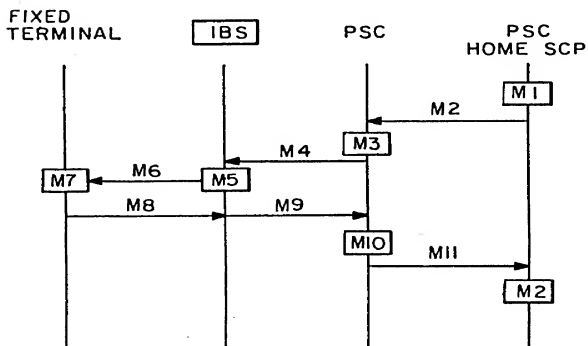 FIXED
TERMINAL
IBS
PSC
PSC
HOME SCP
M1
M2
M3
M4
M5
M6
M7
M8
M9
M10
M11
M2